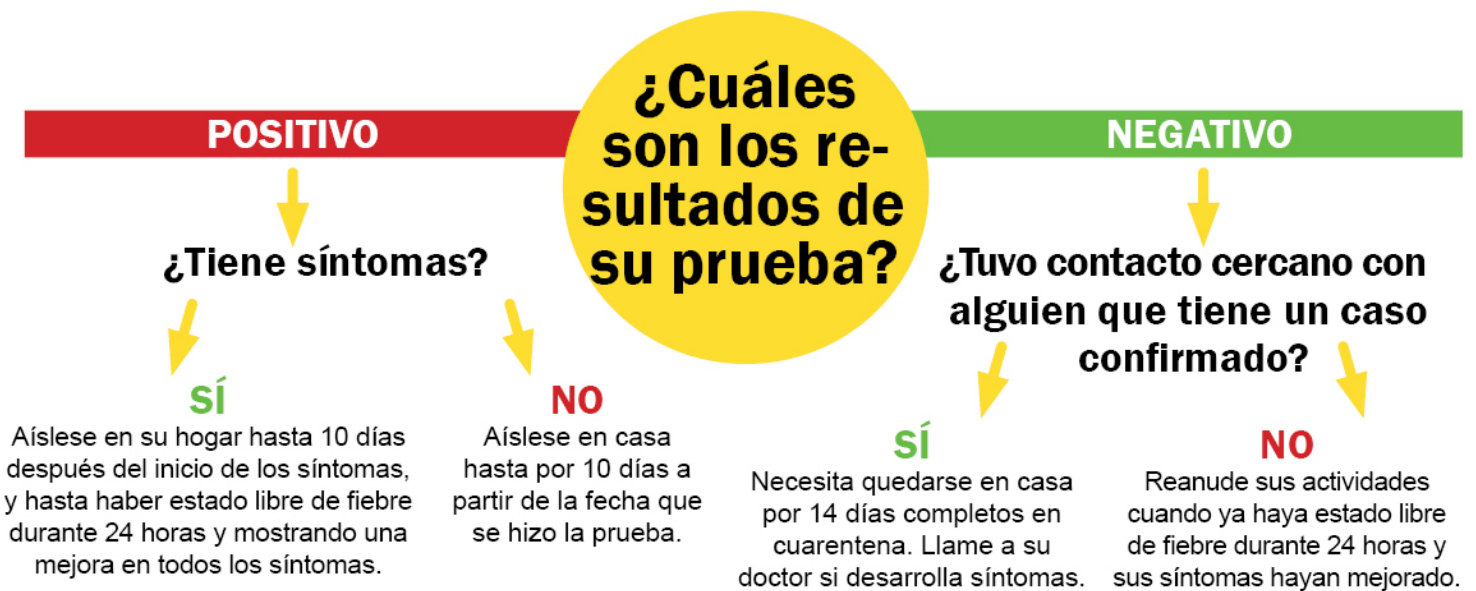 ¿Cuáles
son los re-
sultados de
su prueba?
POSITIVO
¿Tiene síntomas?
SÍ
Aíslese en su hogar hasta 10 días
después del inicio de los síntomas,
y hasta haber estado libre de fiebre
durante 24 horas y mostrando una
mejora en todos los síntomas.
NO
Aíslese en casa
hasta por 10 días a
partir de la fecha que
se hizo la prueba.
NEGATIVO
¿Tuvo contacto cercano con
alguien que tiene un caso
confirmado?
SÍ
Necesita quedarse en casa
por 14 días completos en
cuarentena. Llame a su
doctor si desarrolla síntomas.
NO
Reanude sus actividades
cuando ya haya estado libre
de fiebre durante 24 horas y
sus síntomas hayan mejorado.